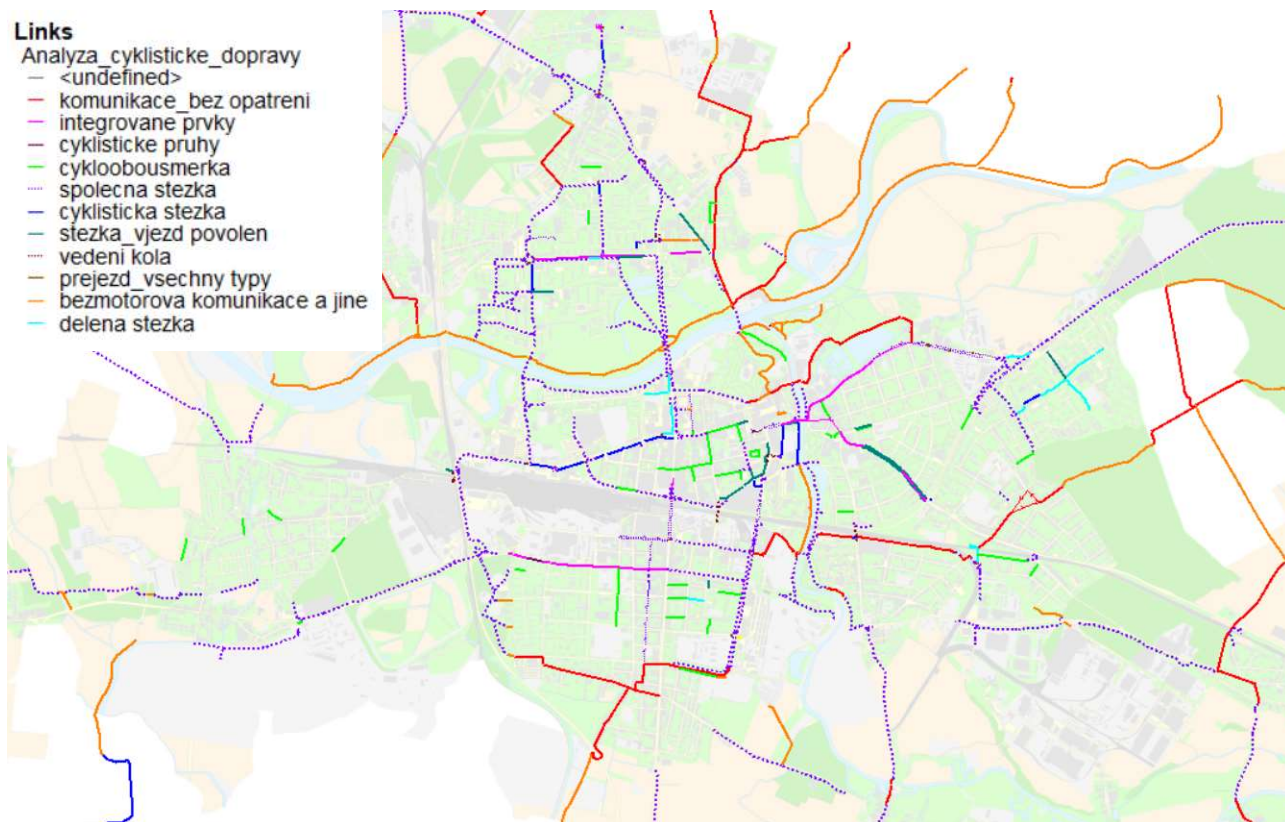 Links
Analyza_cyklisticke_dopravy
<undefined>
komunikace_bez opatreni
integrovane prvky
cyklisticke pruhy
cykloobousmerka
spolecna stezka
cyklisticka stezka
stezka_vjezd povolen
vedeni kola
prejezd_vsechny typy
bezmotorova komunikace a jine
delena stezka